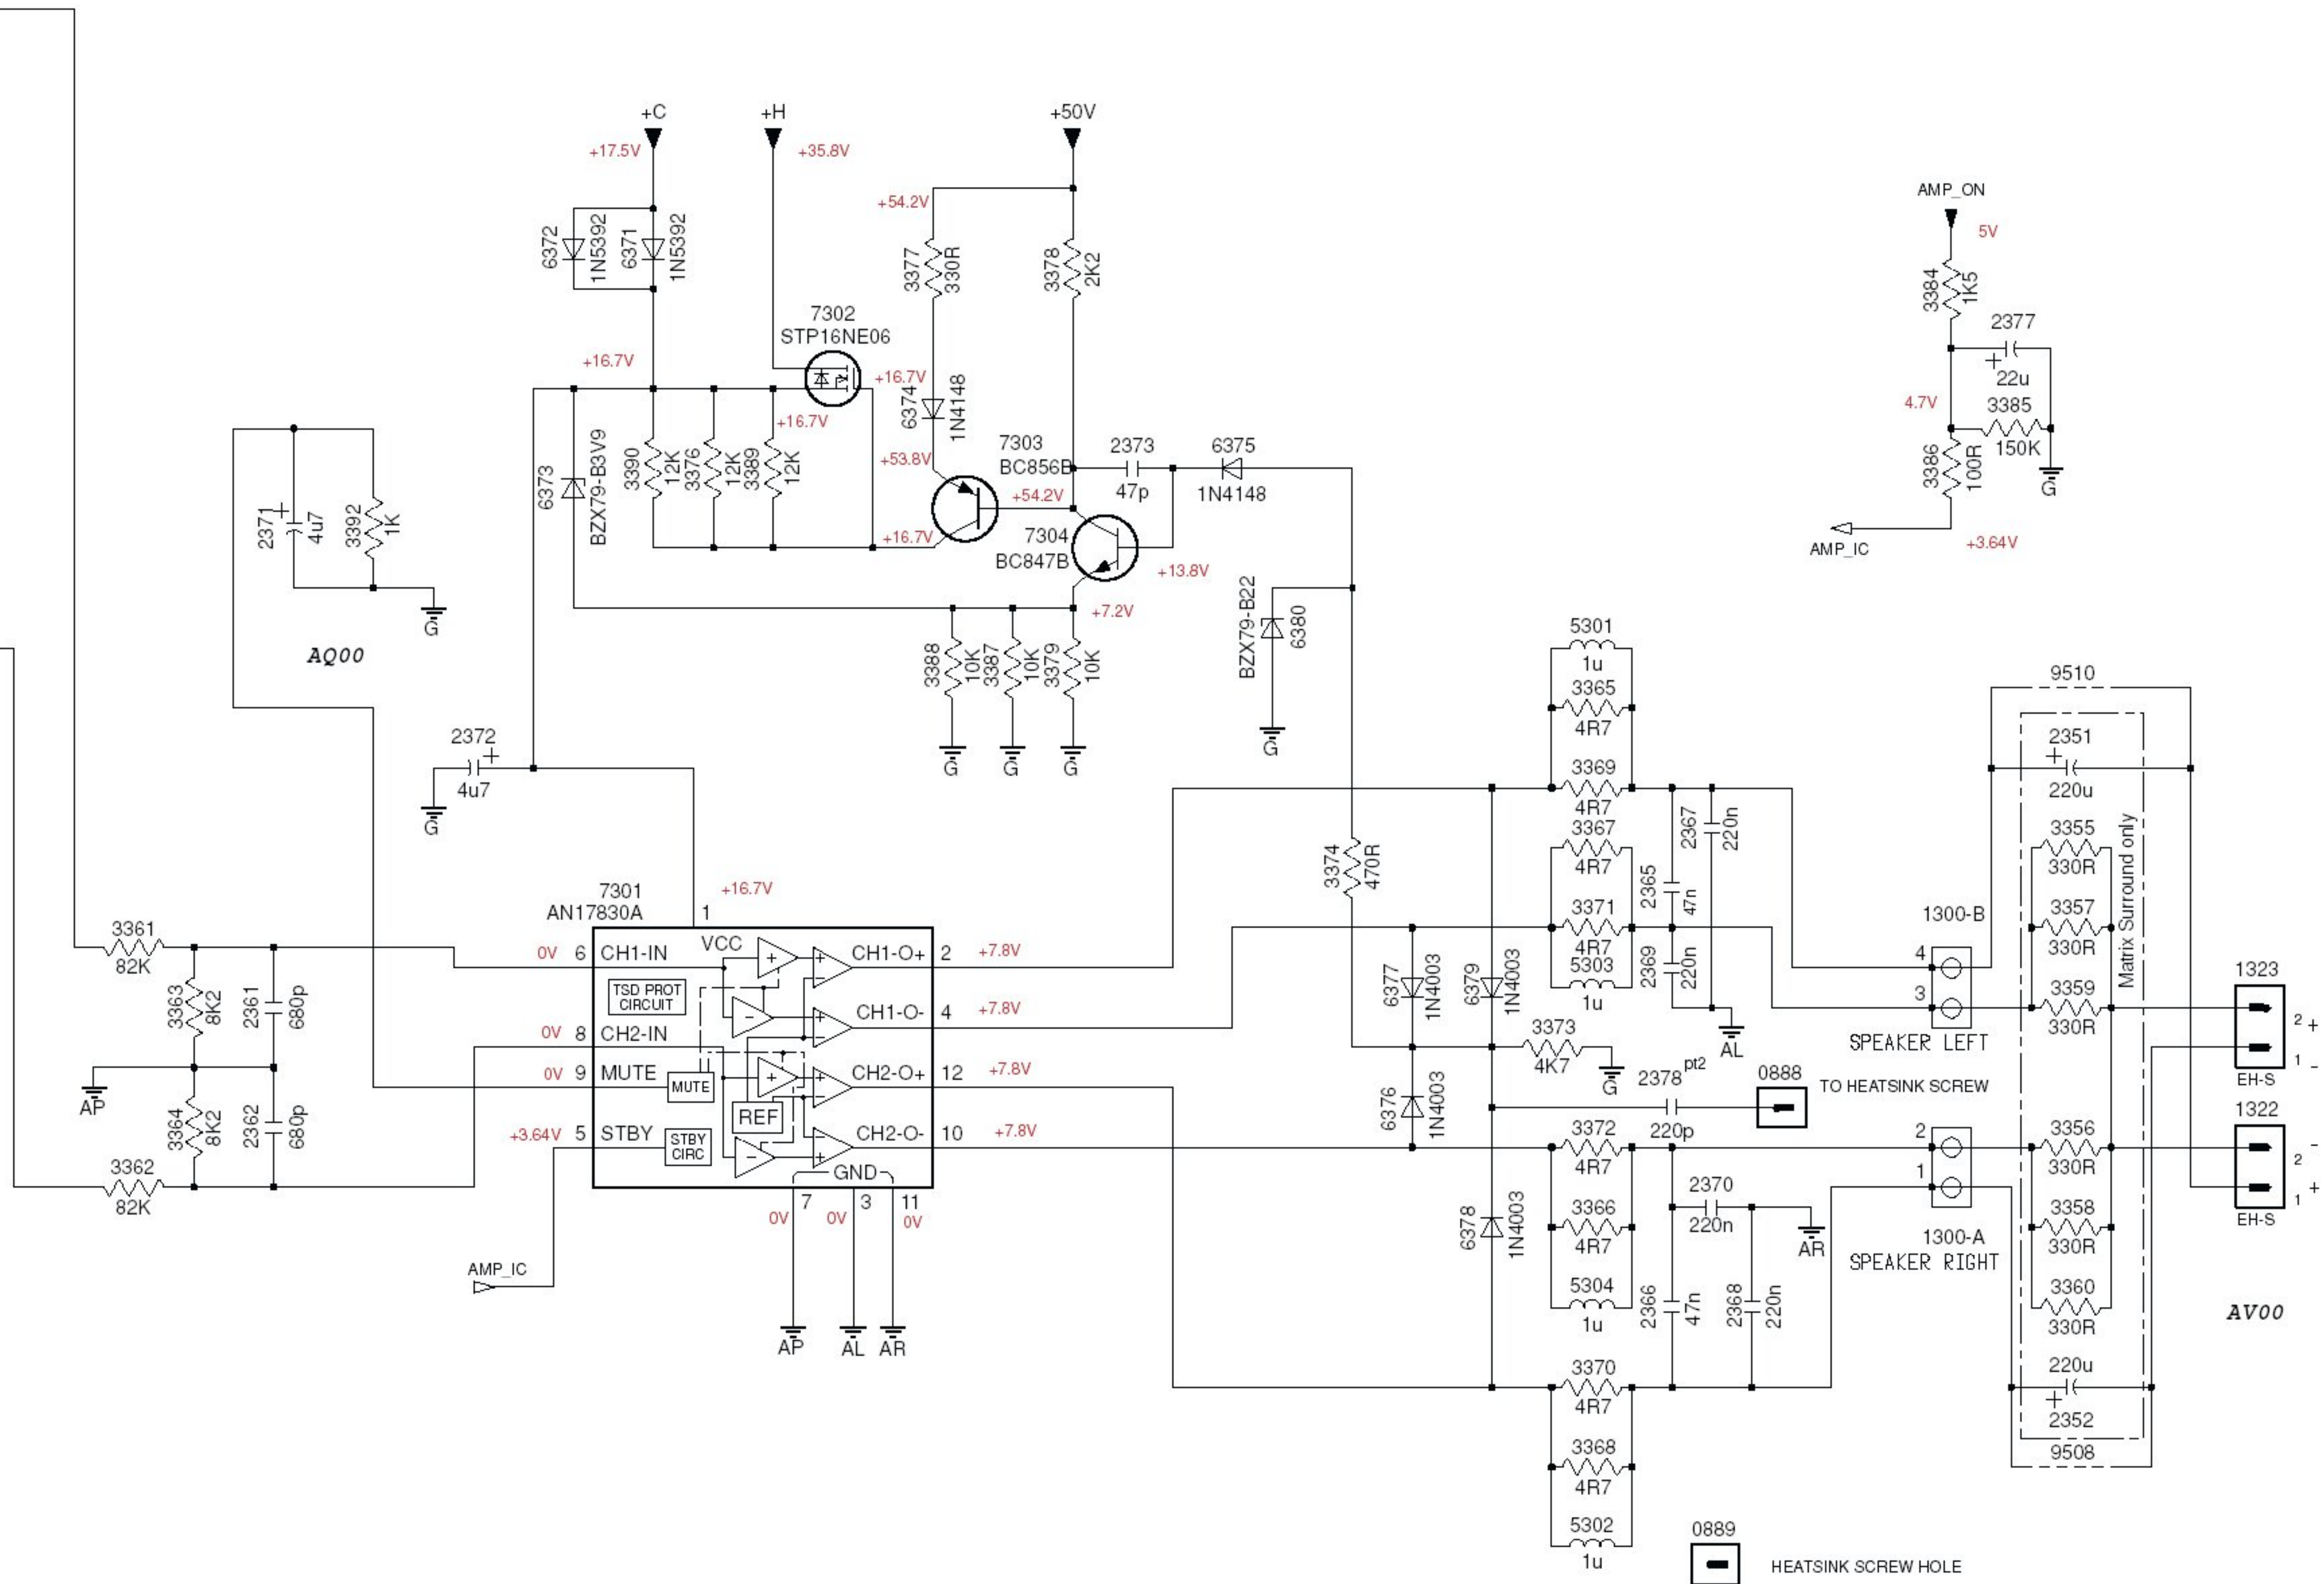 +C
+H
+50V
+17.5V
+35.8V
+54.2V
AMP_ON
5V
6372
1N5392
6371
1N5392
3377
330R
3378
2K2
3384
1K5
7302
STP16NE06
2377
+
22u
+16.7V
+16.7V
+16.7V
6374
1N4148
4.7V
3385
150K
3386
100R
G
AMP_IC
+3.64V
6373
BZX79-B3V9
3390
12K
3376
12K
3389
12K
+53.8V
7303
BC856B
2373
47p
6375
1N4148
+54.2V
+16.7V
7304
BC847B
+13.8V
+7.2V
2371
+
4u7
3392
1K
G
AQ00
3388
10K
3387
10K
3379
10K
G
G
G
BZX79-B22
6380
G
2372
+
4u7
G
5301
1u
3365
4R7
3369
4R7
3367
4R7
3371
4R7
5303
1u
2367
220n
2365
47n
2369
220n
AL
3374
470R
9510
2351
+
220u
Matrix Surround only
3355
330R
3357
330R
3359
330R
1300-B
4
3
SPEAKER LEFT
1323
2 +
1 -
EH-S
3361
82K
3363
8K2
2361
680p
AP
3364
8K2
2362
680p
3362
82K
7301
AN17830A
+16.7V
1
VCC
0V 6 CH1-IN
TSD PROT
CIRCUIT
0V 8 CH2-IN
0V 9 MUTE
MUTE
REF
+3.64V 5 STBY
STBY
CIRC
CH1-O+ 2 +7.8V
CH1-O- 4 +7.8V
CH2-O+ 12 +7.8V
CH2-O- 10 +7.8V
GND
7
3
11
0V
0V
0V
AMP_IC
AP
AL
AR
6377
1N4003
6379
1N4003
3373
4K7
G
6376
1N4003
2378
pt2
220p
0888
TO HEATSINK SCREW
6378
1N4003
3372
4R7
3366
4R7
5304
1u
2370
220n
AR
2366
47n
2368
220n
2
1
1300-A
SPEAKER RIGHT
3356
330R
3358
330R
3360
330R
220u
+
2352
9508
1322
2 -
1 +
EH-S
AV00
3370
4R7
3368
4R7
5302
1u
0889
HEATSINK SCREW HOLE